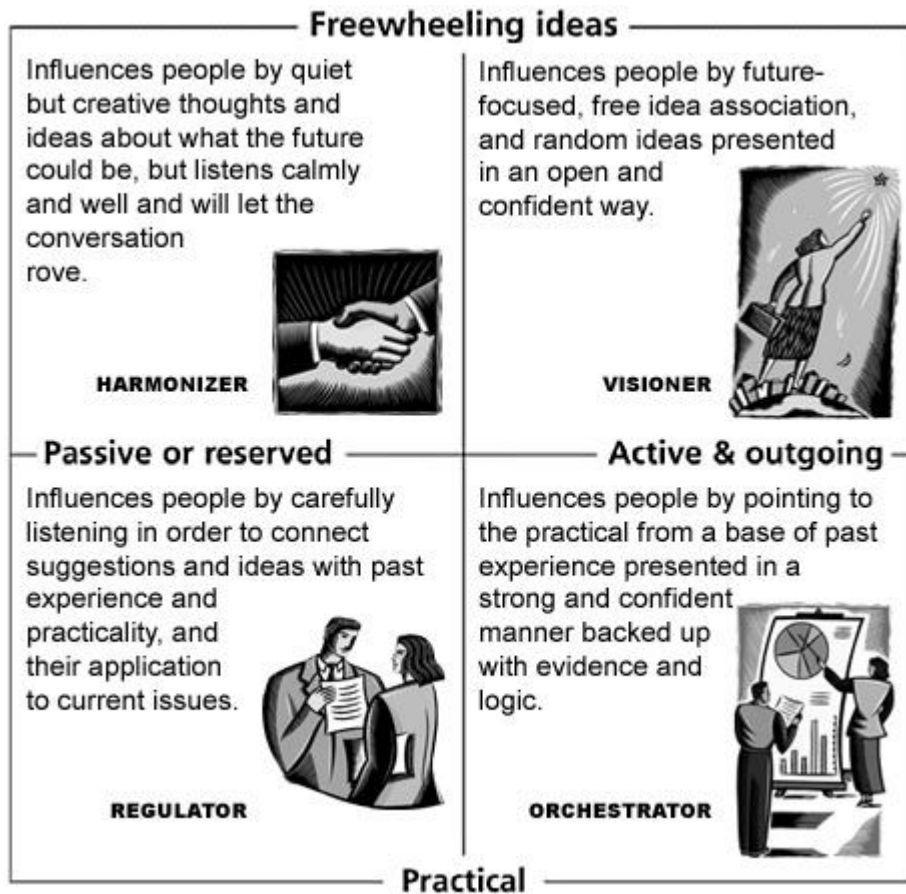 Freewheeling ideas
Influences people by quiet
but creative thoughts and
ideas about what the future
could be, but listens calmly
and well and will let the
conversation
rove.
HARMONIZER
Influences people by future-
focused, free idea association,
and random ideas presented
in an open and
confident way.
VISIONER
Passive or reserved
Active & outgoing
Influences people by carefully
listening in order to connect
suggestions and ideas with past
experience and
practicality, and
their application
to current issues.
REGULATOR
Influences people by pointing to
the practical from a base of past
experience presented in a
strong and confident
manner backed up
with evidence and
logic.
ORCHESTRATOR
Practical